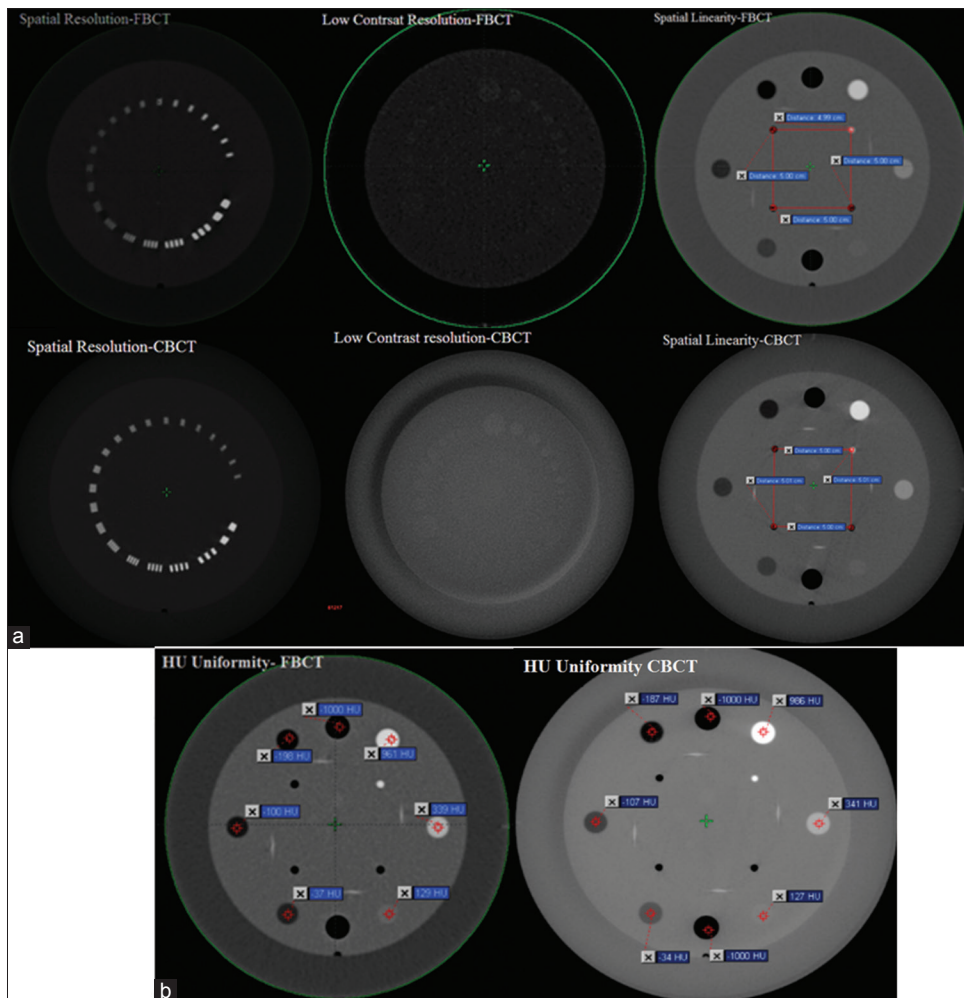 Spatial Resolution-FBCT
Low Contrsat Resolution-FBCT
Spatial Linearity-FBCT
Distance: 4.99 cm
Distance: 5.00 cm
Distance: 5.00 cm
Distance: 5.00 cm
Spatial Resolution-CBCT
Low Contrast resolution-CBCT
Spatial Linearity-CBCT
Distance: 5.00 cm
Distance: 5.01 cm
Distance: 5.01 cm
Distance: 5.00 cm
a
HU Uniformity- FBCT
-1000 HU
-198 HU
961 HU
-100 HU
339 HU
-37 HU
129 HU
HU Uniformity CBCT
-187 HU
-1000 HU
986 HU
-107 HU
341 HU
127 HU
-34 HU
-1000 HU
b